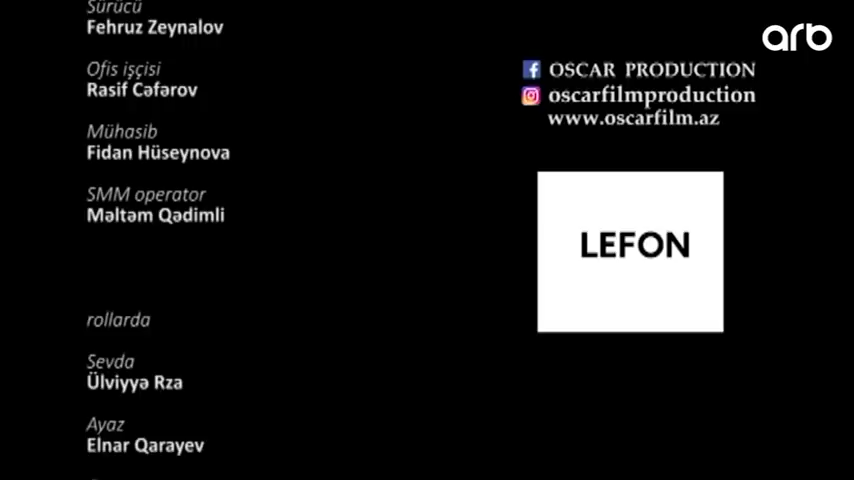 Sürücü
Fehruz Zeynalov
Ofis işçisi
Rasif Cəfərov
Mühasib
Fidan Hüseynova
SMM operator
Məltəm Qədimli
rollarda
Sevda
Ülviyyə Rza
Ayaz
Elnar Qarayev
arb
OSCAR PRODUCTION
oscarfilmproduction
www.oscarfilm.az
LEFON